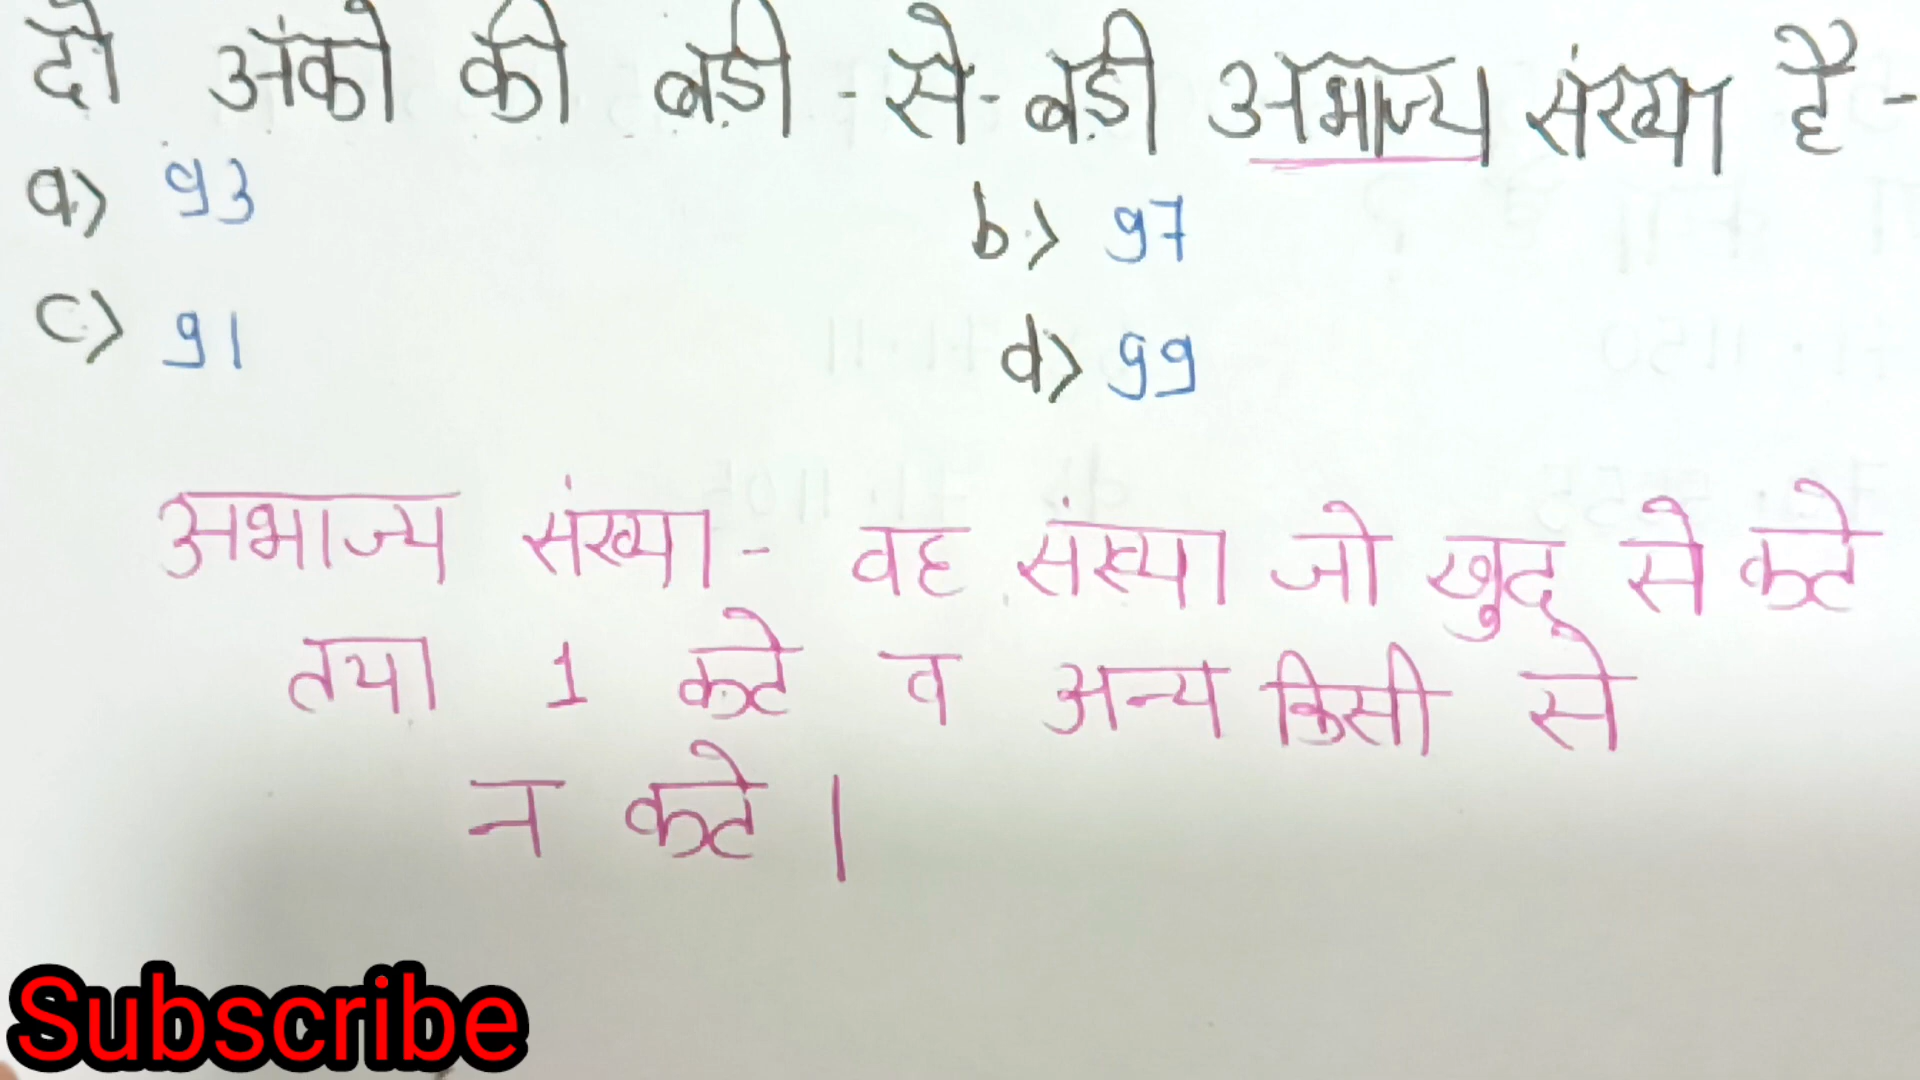 दो अंको की बड़ी -से- बड़ी अभाज्य संख्या है -
a) 93
b) 97
c) 91
d) 99
अभाज्य संख्या - वह संख्या जो खुद से कटे
तथा 1 कटे व अन्य किसी से
न कटे ।
Subscribe